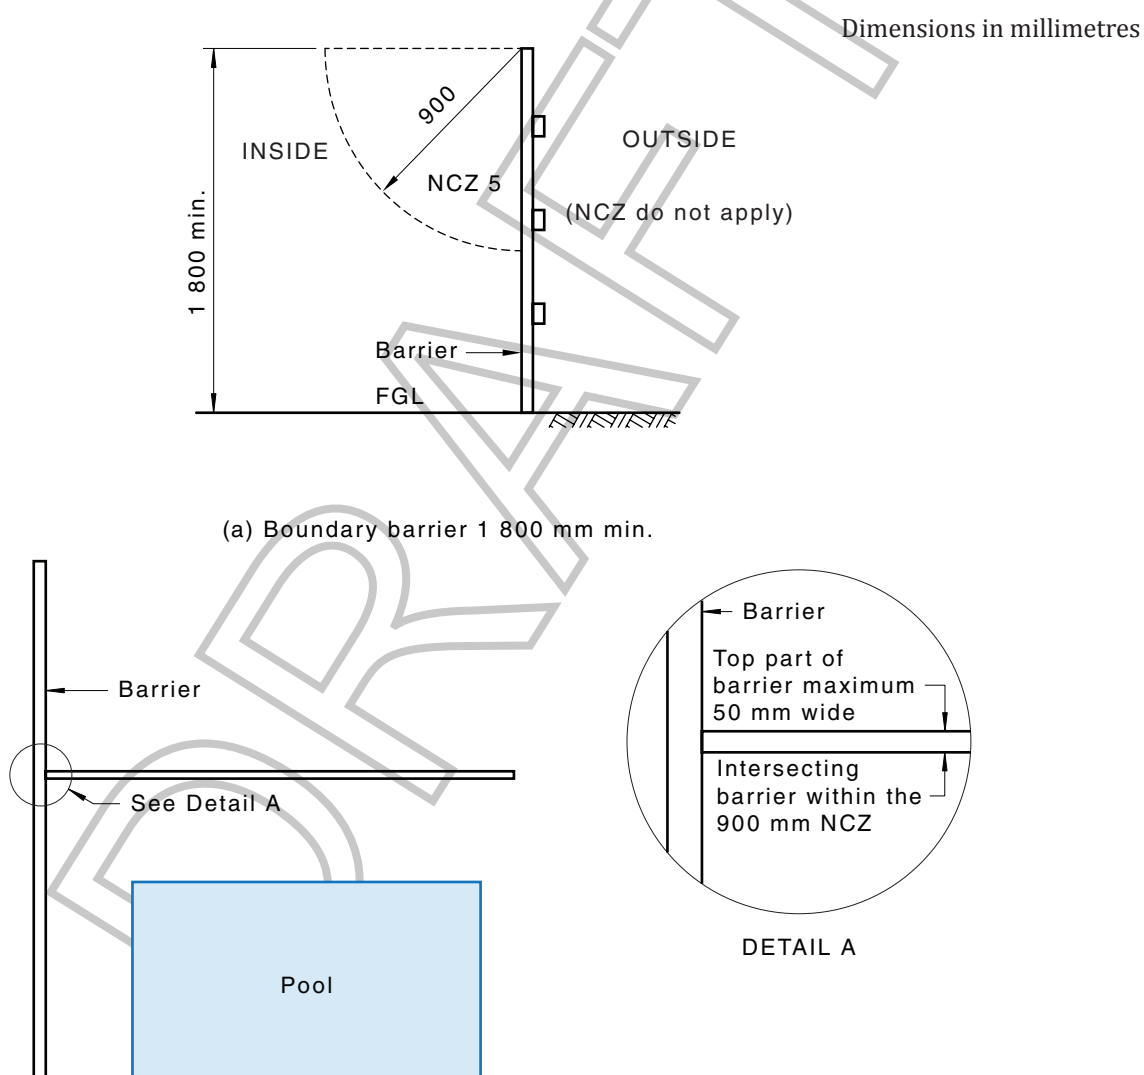 Dimensions in millimetres
900
INSIDE
OUTSIDE
NCZ 5
(NCZ do not apply)
1 800 min.
Barrier
FGL
(a) Boundary barrier 1 800 mm min.
Barrier
See Detail A
Pool
Barrier
Top part of
barrier maximum
50 mm wide
Intersecting
barrier within the
900 mm NCZ
DETAIL A
DRAFT